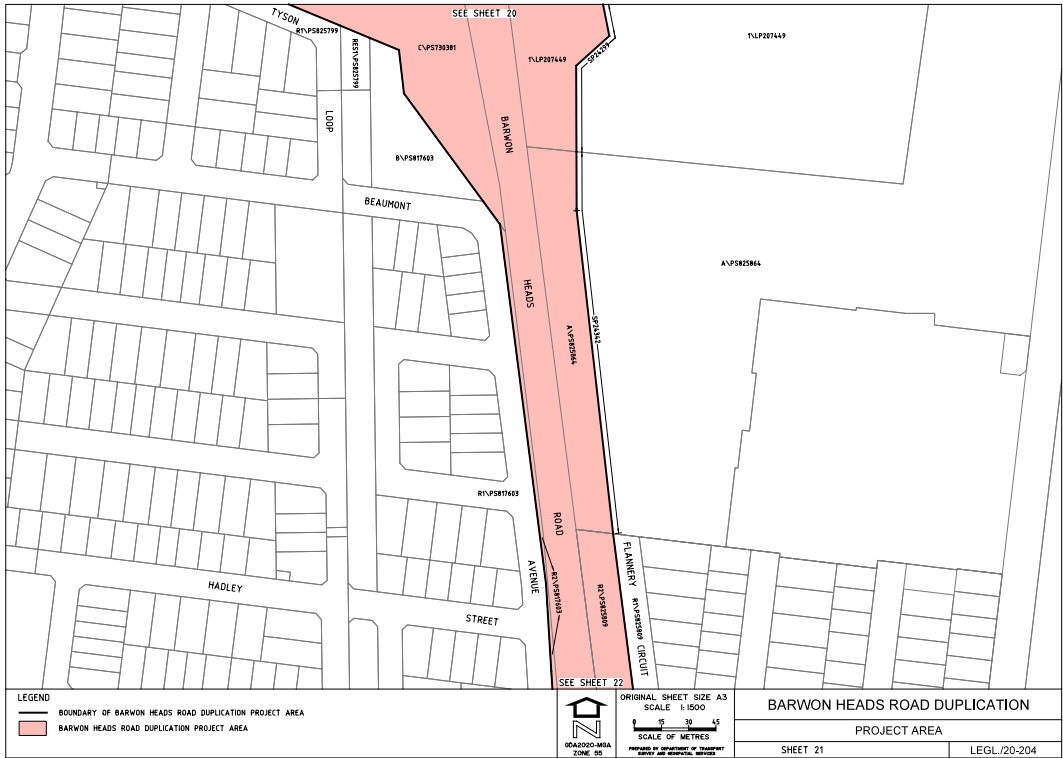 SEE SHEET 20
TYSON
R1\PS825799
RES1\PS825799
C\PS730381
1\LP207449
SP24299
1\LP207449
LOOP
BARWON
B\PS817603
BEAUMONT
A\PS825864
HEADS
SP24342
A\PS825864
R1\PS817603
ROAD
AVENUE
R2\PS817603
FLANNERY
HADLEY
R2\PS825809
R1\PS825809
STREET
CIRCUIT
SEE SHEET 22
LEGEND
BOUNDARY OF BARWON HEADS ROAD DUPLICATION PROJECT AREA
BARWON HEADS ROAD DUPLICATION PROJECT AREA
N
GDA2020-MGA
ZONE 55
ORIGINAL SHEET SIZE A3
SCALE 1:1500
0 15 30 45
SCALE OF METRES
PREPARED BY DEPARTMENT OF TRANSPORT
SURVEY AND GEOSPATIAL SERVICES
BARWON HEADS ROAD DUPLICATION
PROJECT AREA
SHEET 21
LEGL./20-204